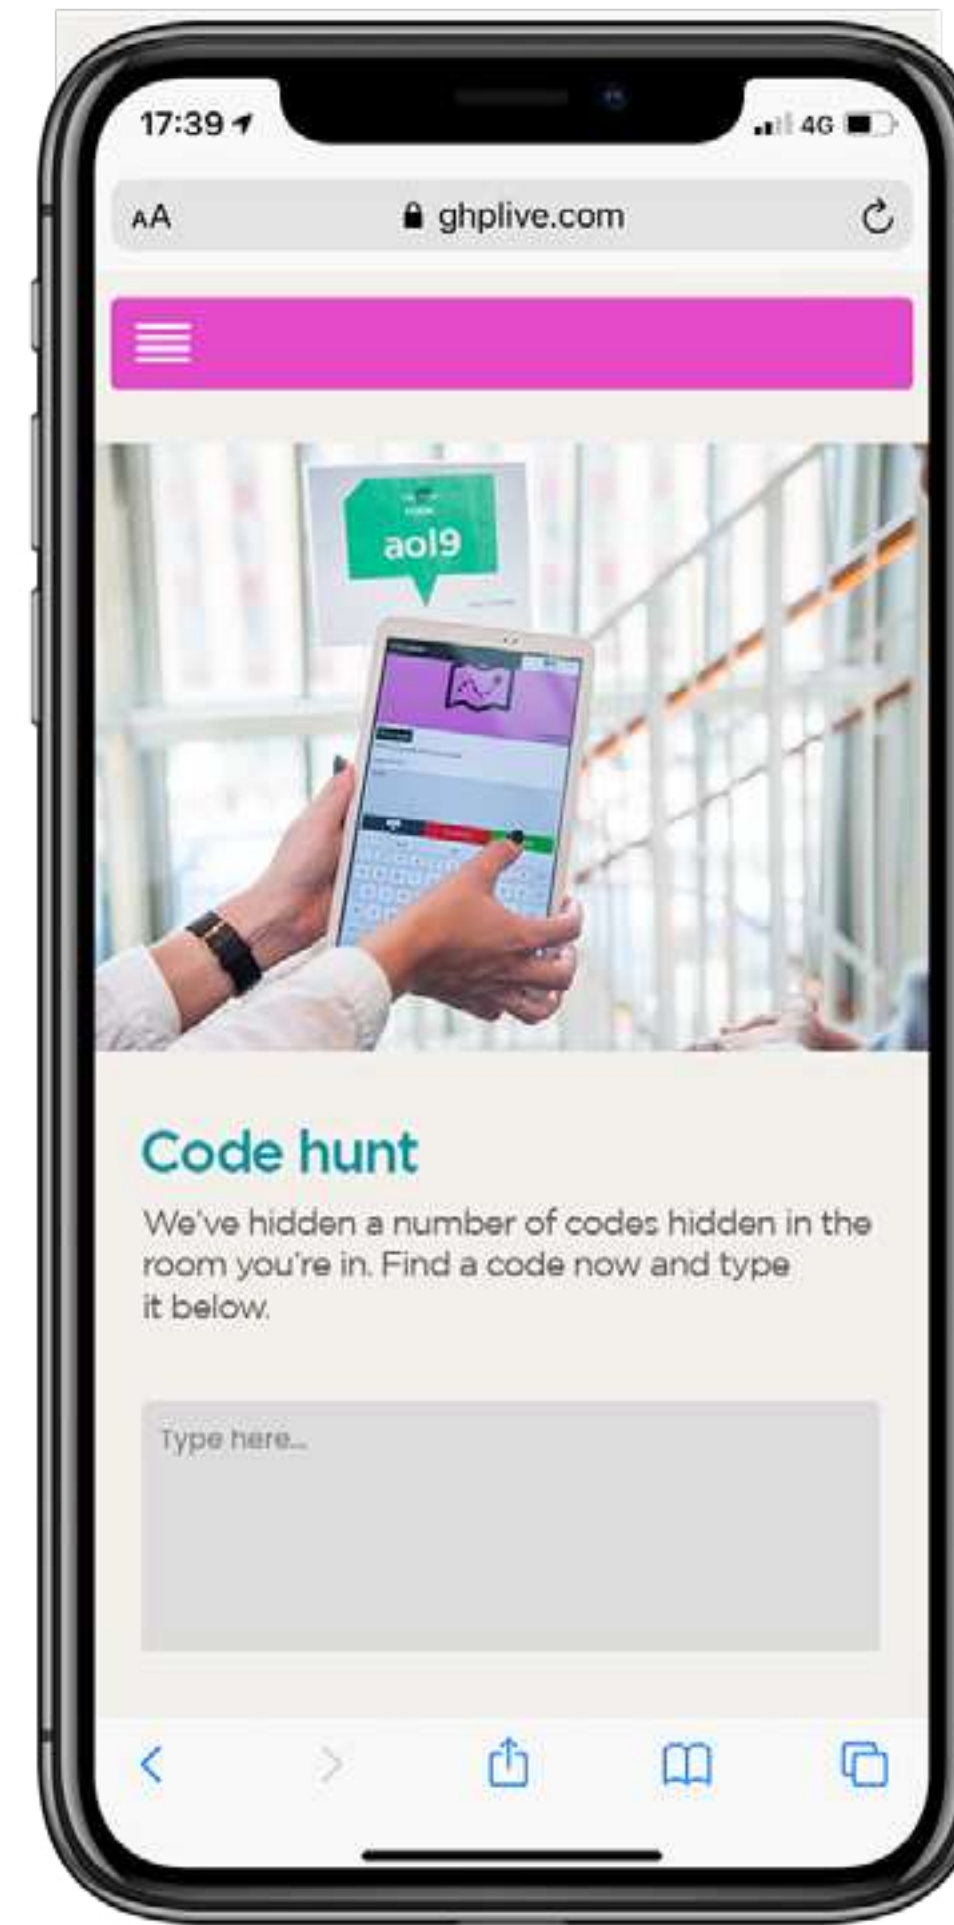 17:39
4G
AA
ghplive.com
aol9
Code hunt
We've hidden a number of codes hidden in the
room you're in. Find a code now and type
it below.
Type here...